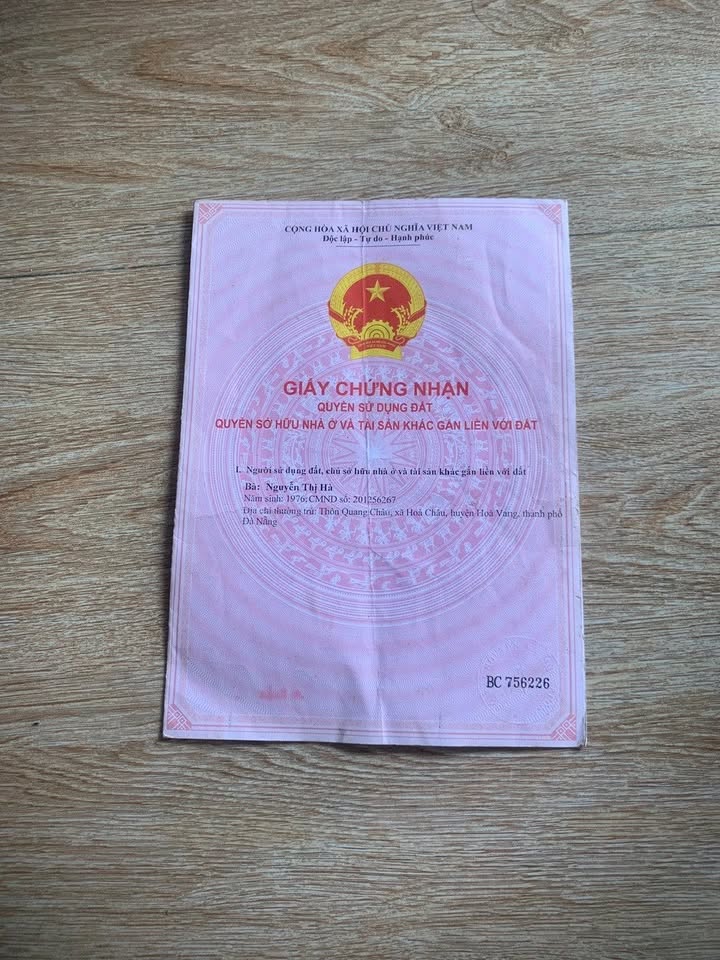 CỘNG HÒA XÃ HỘI CHỦ NGHĨA VIỆT NAM
Độc lập - Tự do - Hạnh phúc
GIẤY CHỨNG NHẬN
QUYỀN SỬ DỤNG ĐẤT
QUYỀN SỞ HỮU NHÀ Ở VÀ TÀI SẢN KHÁC GẮN LIỀN VỚI ĐẤT
I. Người sử dụng đất, chủ sở hữu nhà ở và tài sản khác gắn liền với đất
Bà: Nguyễn Thị Hà
Năm sinh: 1976; CMND số: 201256267
Địa chỉ thường trú: Thôn Quang Châu, xã Hoà Châu, huyện Hoà Vang, thành phố
Đà Nẵng
BC 756226